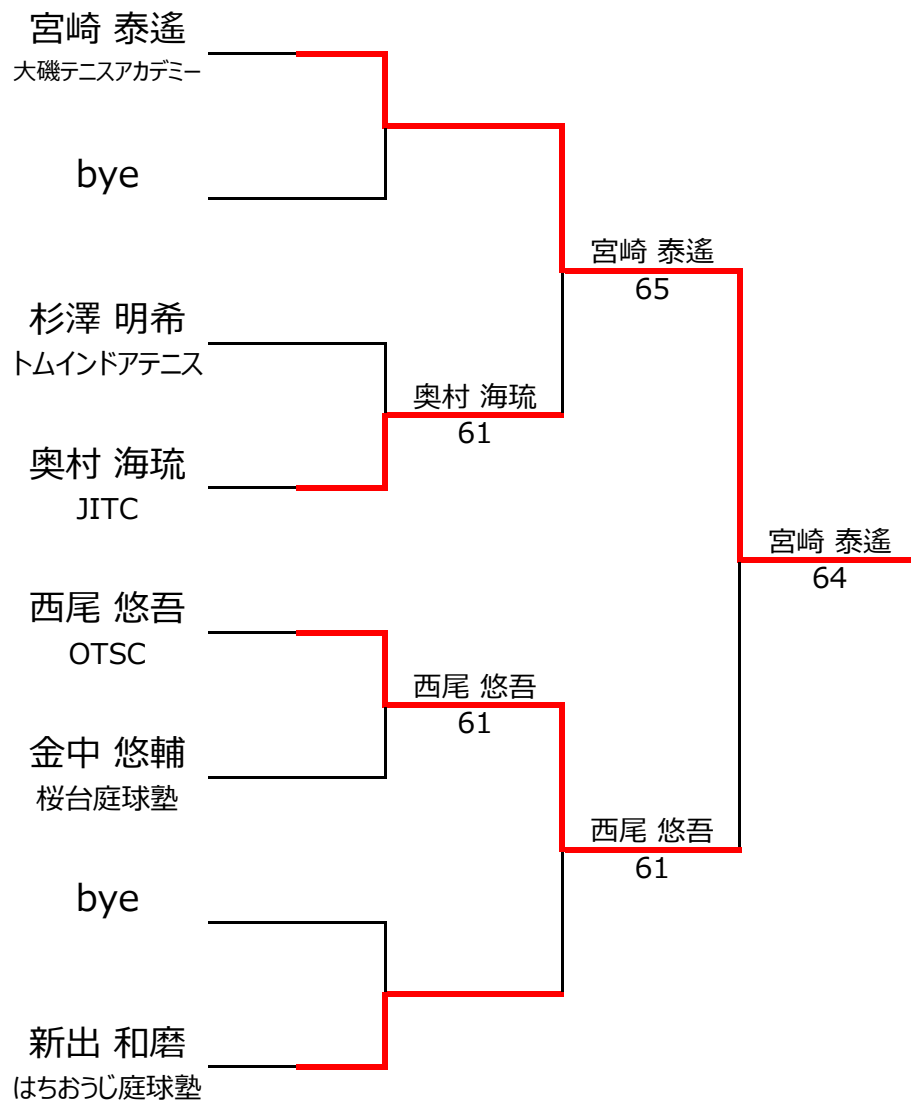 宮崎 泰遙
大磯テニスアカデミー
bye
杉澤 明希
トムインドアテニス
奥村 海琉
JITC
西尾 悠吾
OTSC
金中 悠輔
桜台庭球塾
bye
新出 和磨
はちおうじ庭球塾
奥村 海琉
61
西尾 悠吾
61
宮崎 泰遙
65
西尾 悠吾
61
宮崎 泰遙
64